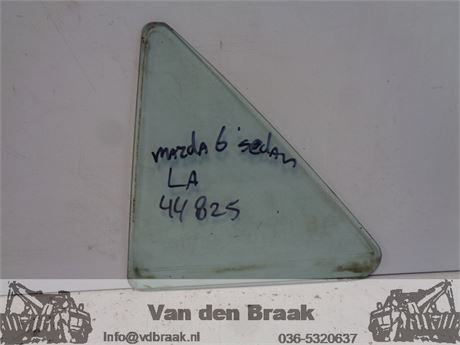 mazda 6 sedan
LA
44825
Van den Braak
Info@vdbraak.nl 036-5320637